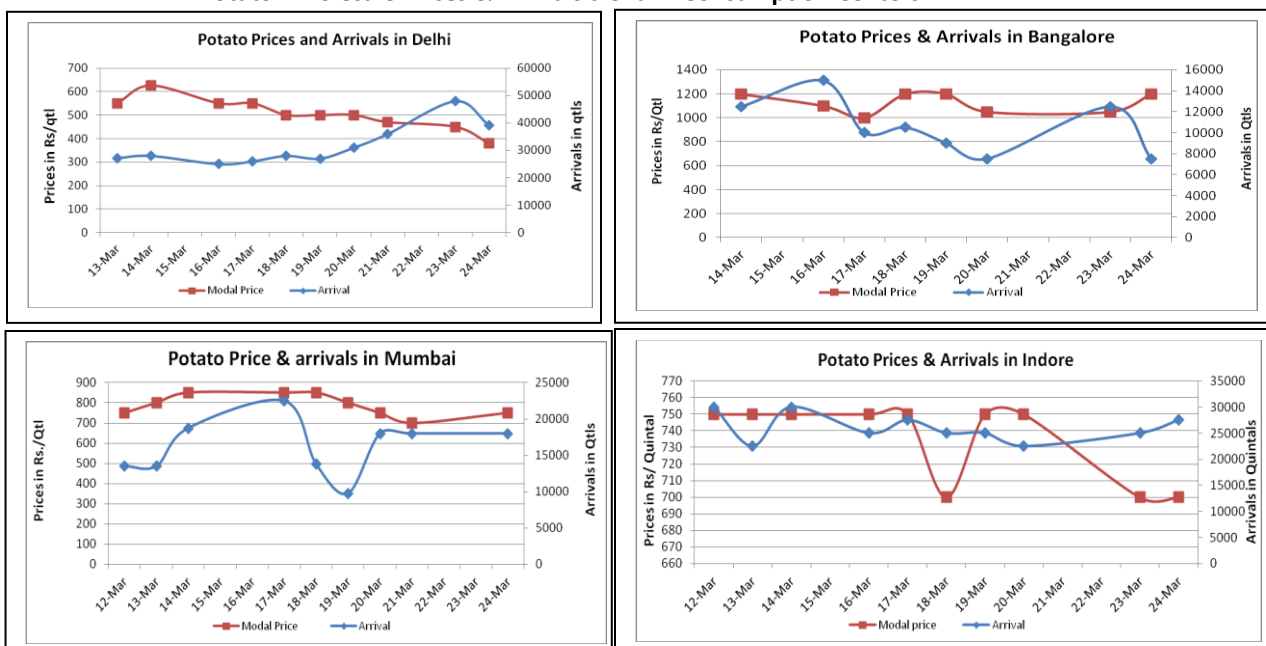 Potato Prices and Arrivals in Delhi
Prices in Rs/qtl
700
600
500
400
300
200
100
0
60000
50000
40000
30000
20000
10000
0
Arrivals in qtls
13-Mar
14-Mar
15-Mar
16-Mar
17-Mar
18-Mar
19-Mar
20-Mar
21-Mar
22-Mar
23-Mar
24-Mar
Modal Price
Arrival
Potato Prices & Arrivals in Bangalore
Prices in Rs/Qtl
1400
1200
1000
800
600
400
200
0
16000
14000
12000
10000
8000
6000
4000
2000
0
Arrivals in Qtls
14-Mar
15-Mar
16-Mar
17-Mar
18-Mar
19-Mar
20-Mar
21-Mar
22-Mar
23-Mar
24-Mar
Modal Price
Arrival
Potato Price & arrivals in Mumbai
Prices in Rs,/Qtl
900
800
700
600
500
400
300
200
100
0
25000
20000
15000
10000
5000
0
Arrivals in Qtls
12-Mar
13-Mar
14-Mar
15-Mar
16-Mar
17-Mar
18-Mar
19-Mar
20-Mar
21-Mar
22-Mar
23-Mar
24-Mar
Modal Price
Arrival
Potato Prices & Arrivals in Indore
Prices in Rs/ Quintal
770
760
750
740
730
720
710
700
690
680
670
660
35000
30000
25000
20000
15000
10000
5000
0
Arrivals in Quintals
12-Mar
13-Mar
14-Mar
15-Mar
16-Mar
17-Mar
18-Mar
19-Mar
20-Mar
21-Mar
22-Mar
23-Mar
24-Mar
Modal price
Arrival